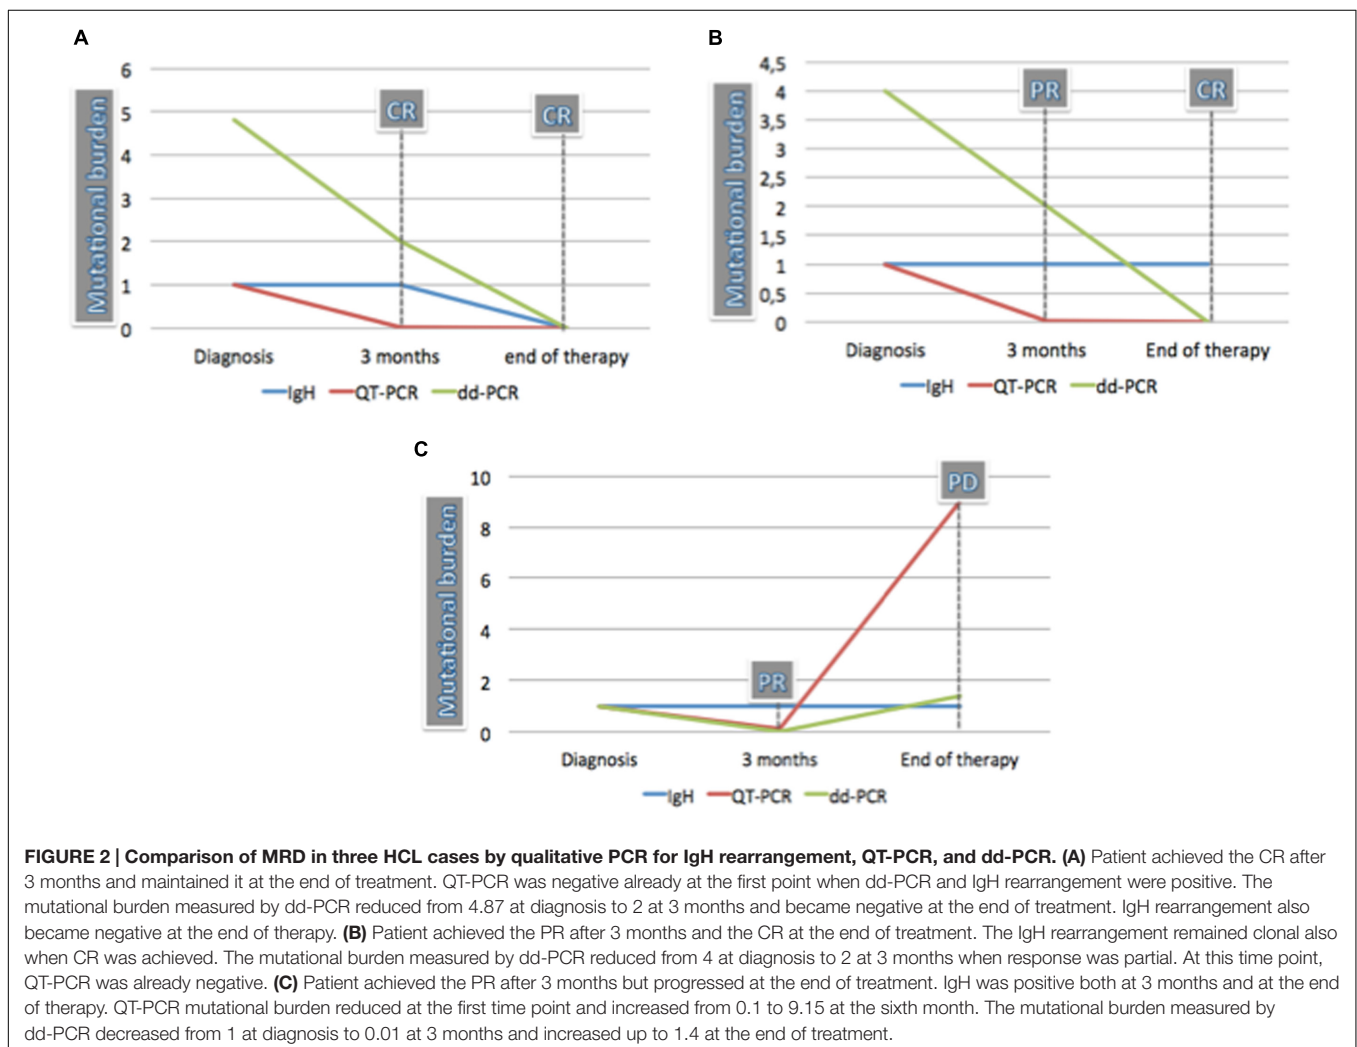 A
Mutational burden
6
5
4
3
2
1
0
CR
CR
Diagnosis
3 months
end of therapy
IgH
QT-PCR
dd-PCR
B
Mutational burden
4,5
4
3,5
3
2,5
2
1,5
1
0,5
0
PR
CR
Diagnosis
3 months
End of therapy
IgH
QT-PCR
dd-PCR
C
Mutational burden
10
8
6
4
2
0
PR
PD
Diagnosis
3 months
End of therapy
IgH
QT-PCR
dd-PCR
FIGURE 2 | Comparison of MRD in three HCL cases by qualitative PCR for IgH rearrangement, QT-PCR, and dd-PCR. (A) Patient achieved the CR after
3 months and maintained it at the end of treatment. QT-PCR was negative already at the first point when dd-PCR and IgH rearrangement were positive. The
mutational burden measured by dd-PCR reduced from 4.87 at diagnosis to 2 at 3 months and became negative at the end of treatment. IgH rearrangement also
became negative at the end of therapy. (B) Patient achieved the PR after 3 months and the CR at the end of treatment. The IgH rearrangement remained clonal also
when CR was achieved. The mutational burden measured by dd-PCR reduced from 4 at diagnosis to 2 at 3 months when response was partial. At this time point,
QT-PCR was already negative. (C) Patient achieved the PR after 3 months but progressed at the end of treatment. IgH was positive both at 3 months and at the end
of therapy. QT-PCR mutational burden reduced at the first time point and increased from 0.1 to 9.15 at the sixth month. The mutational burden measured by
dd-PCR decreased from 1 at diagnosis to 0.01 at 3 months and increased up to 1.4 at the end of treatment.